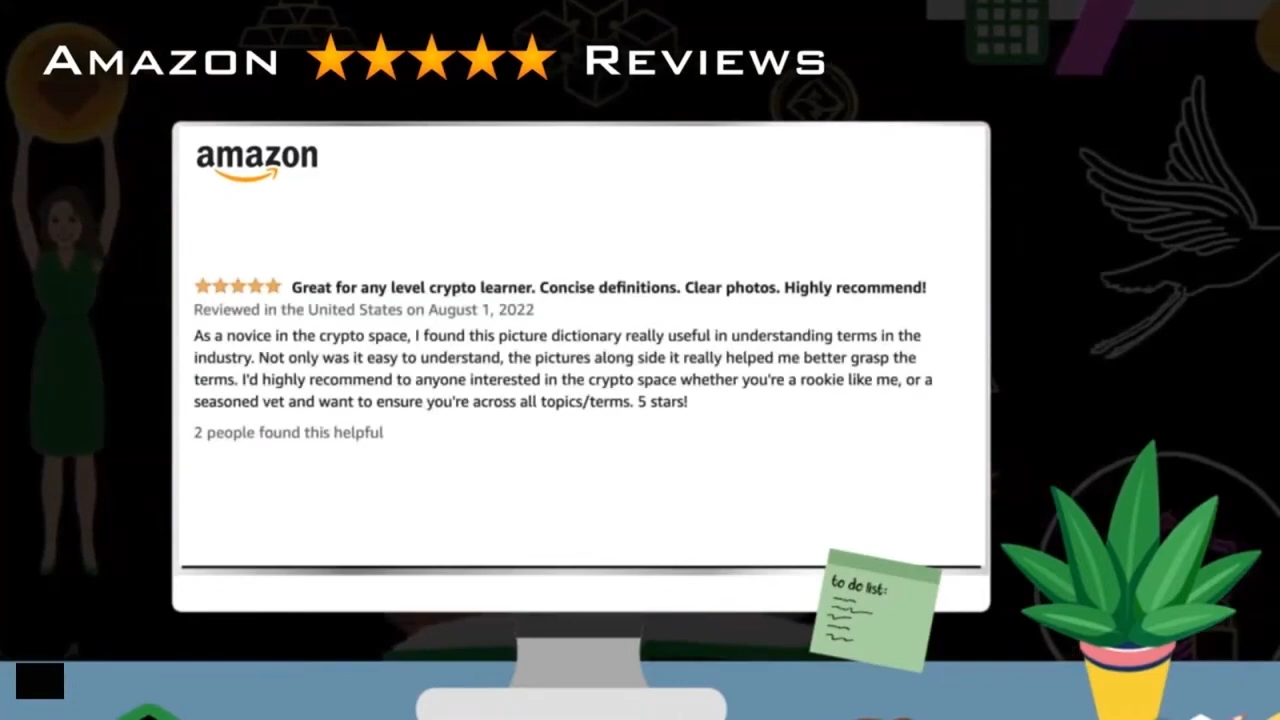 AMAZON REVIEWS
amazon
Great for any level crypto learner. Concise definitions. Clear photos. Highly recommend!
Reviewed in the United States on August 1, 2022
As a novice in the crypto space, I found this picture dictionary really useful in understanding terms in the
industry. Not only was it easy to understand, the pictures along side it really helped me better grasp the
terms. I'd highly recommend to anyone interested in the crypto space whether you're a rookie like me, or a
seasoned vet and want to ensure you're across all topics/terms. 5 stars!
2 people found this helpful
to do list: